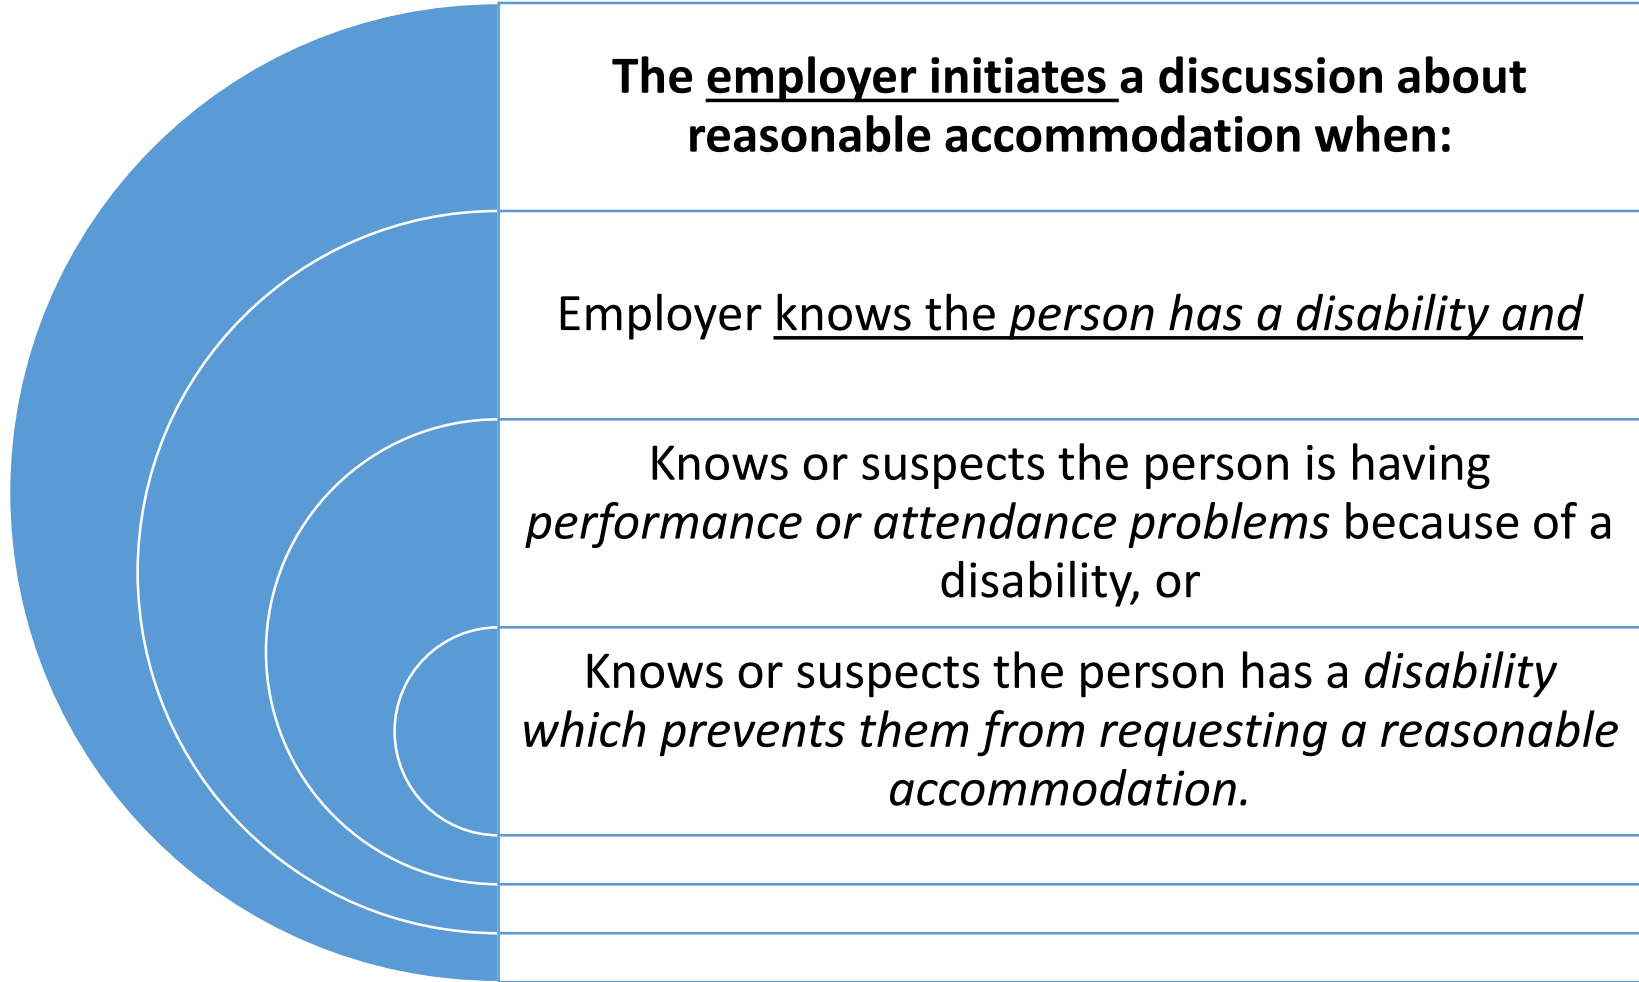 The employer initiates a discussion about
reasonable accommodation when:
Employer knows the person has a disability and
Knows or suspects the person is having
performance or attendance problems because of a
disability, or
Knows or suspects the person has a disability
which prevents them from requesting a reasonable
accommodation.